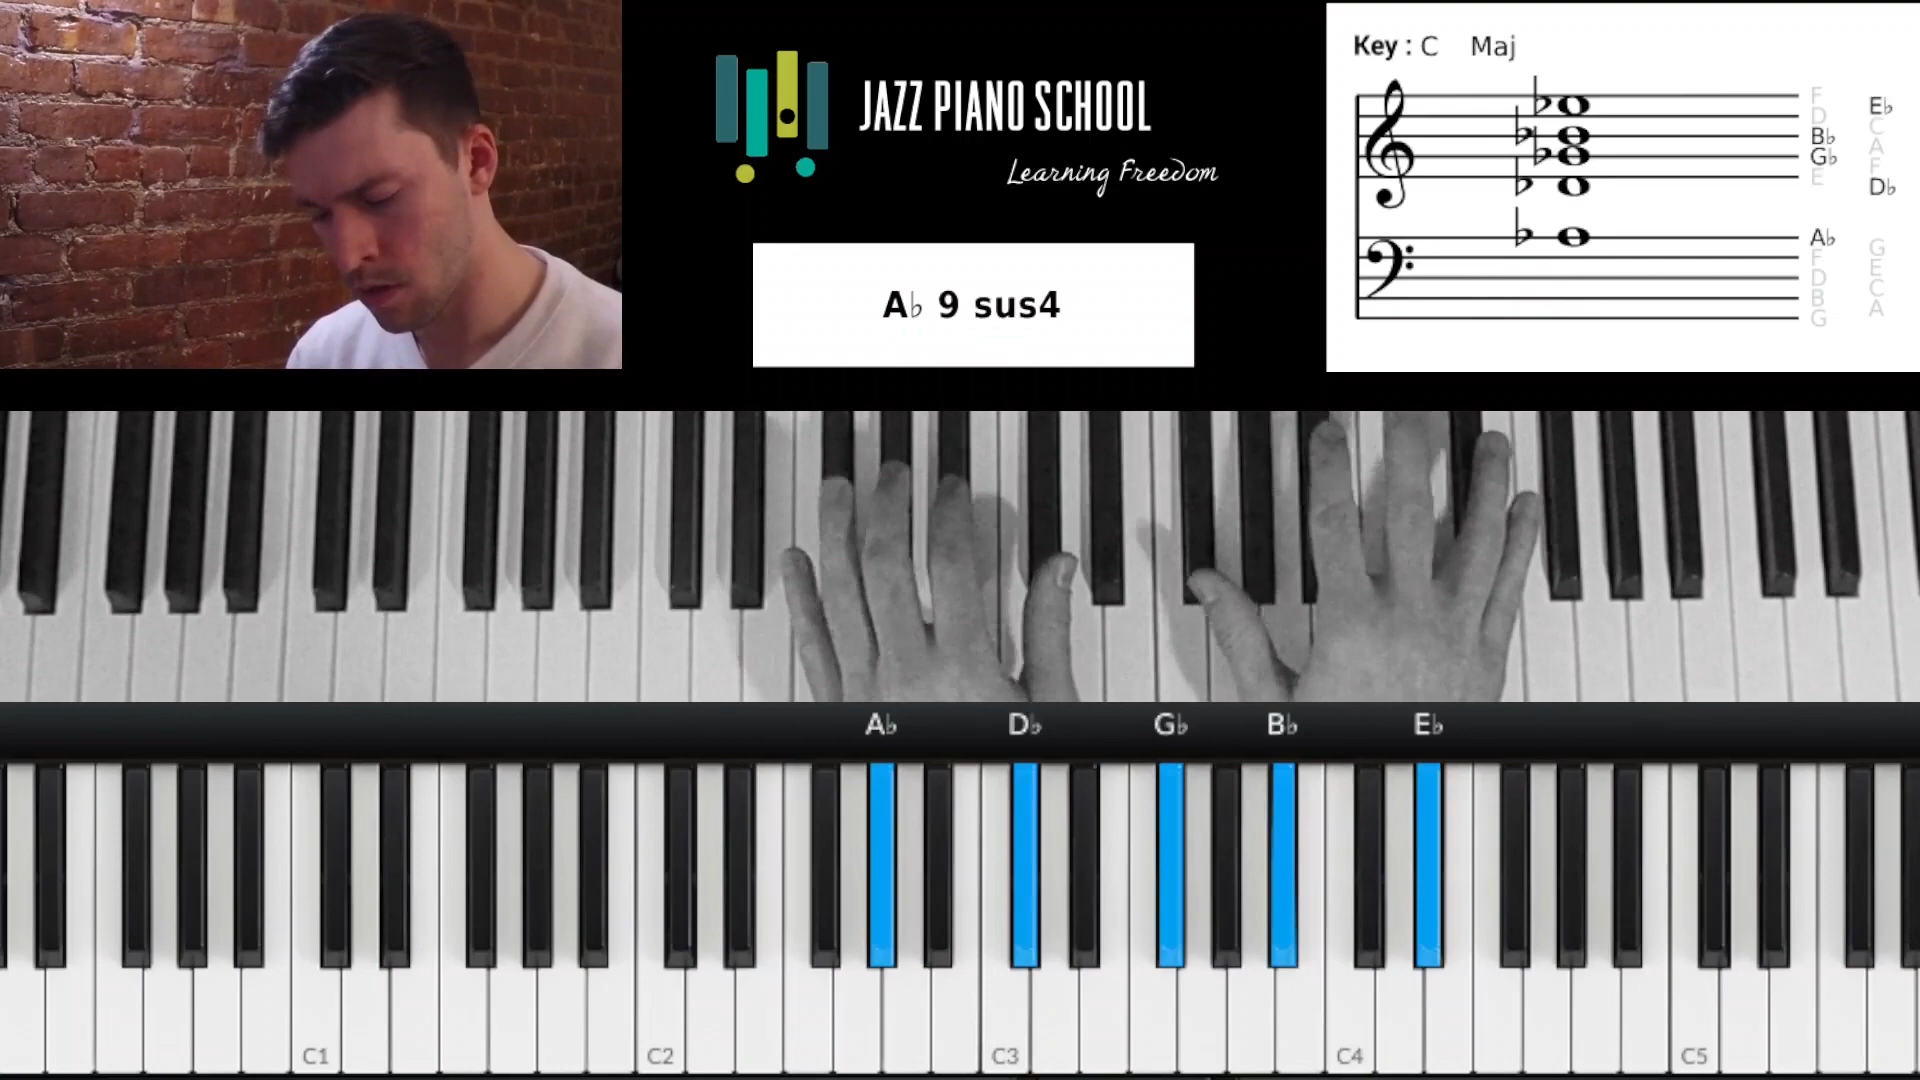 JAZZ PIANO SCHOOL
Learning Freedom
A♭ 9 sus4
Key : C Maj
F
E♭
D
C
B♭
A
G♭
F
E
D♭
A♭
G
F
E
D
C
B
A
G
A♭ D♭ G♭ B♭ E♭
C1 C2 C3 C4 C5